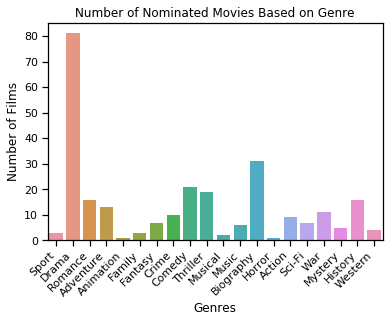 Number of Nominated Movies Based on Genre
Number of Films
80
70
60
50
40
30
20
10
0
Sport
Drama
Romance
Adventure
Animation
Family
Fantasy
Crime
Comedy
Thriller
Musical
Music
Biography
Horror
Action
Sci-Fi
War
Mystery
History
Western
Genres